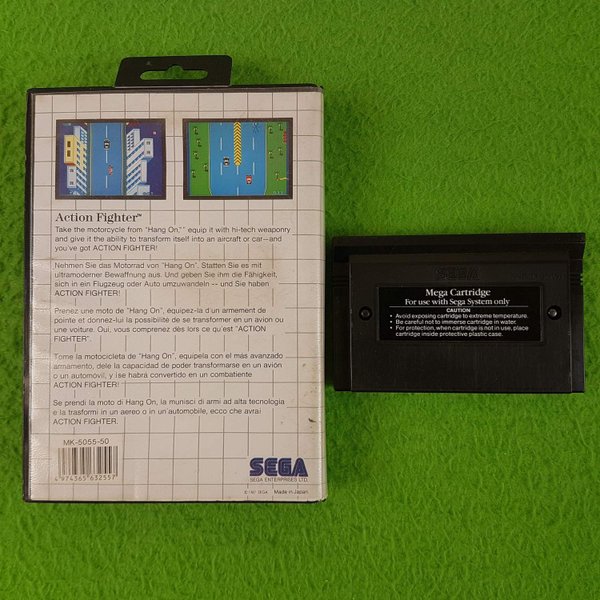 Action Fighter™
Take the motorcycle from "Hang On," equip it with hi-tech weaponry
and give it the ability to transform itself into an aircraft or car—and
you've got ACTION FIGHTER!
Nehmen Sie das Motorrad von "Hang On". Statten Sie es mit
ultramoderner Bewaffnung aus. Und geben Sie ihm die Fähigkeit,
sich in ein Flugzeug oder Auto umzuwandeln -- und Sie haben
ACTION FIGHTER!
Prenez une moto de "Hang On", équipez-la d'un armement de
pointe et donnez-lui la possibilité de se transformer en un avion ou
une voiture. Oui, vous comprenez dès lors ce qu'est "ACTION
FIGHTER".
Tome la motocicleta de "Hang On", equipela con el más avanzado
armamento, dele la capacidad de poder transformarse en un avión
o un automovil, y ise habrá convertido en un combatiente
ACTION FIGHTER!
Se prendi la moto di Hang On, la munisci di armi ad alta tecnologia
e la trasformi in un aereo o in un'automobile, ecco che avrai
ACTION FIGHTER.
MK-5055-50
4 974365 632557
SEGA
SEGA ENTERPRISES LTD.
Made in Japan
SEGA
Mega Cartridge
For use with Sega System only
CAUTION
• Avoid exposing cartridge to extreme temperature.
• Be careful not to immerse cartridge in water.
• For protection, when cartridge is not in use, place
cartridge inside protective plastic case.